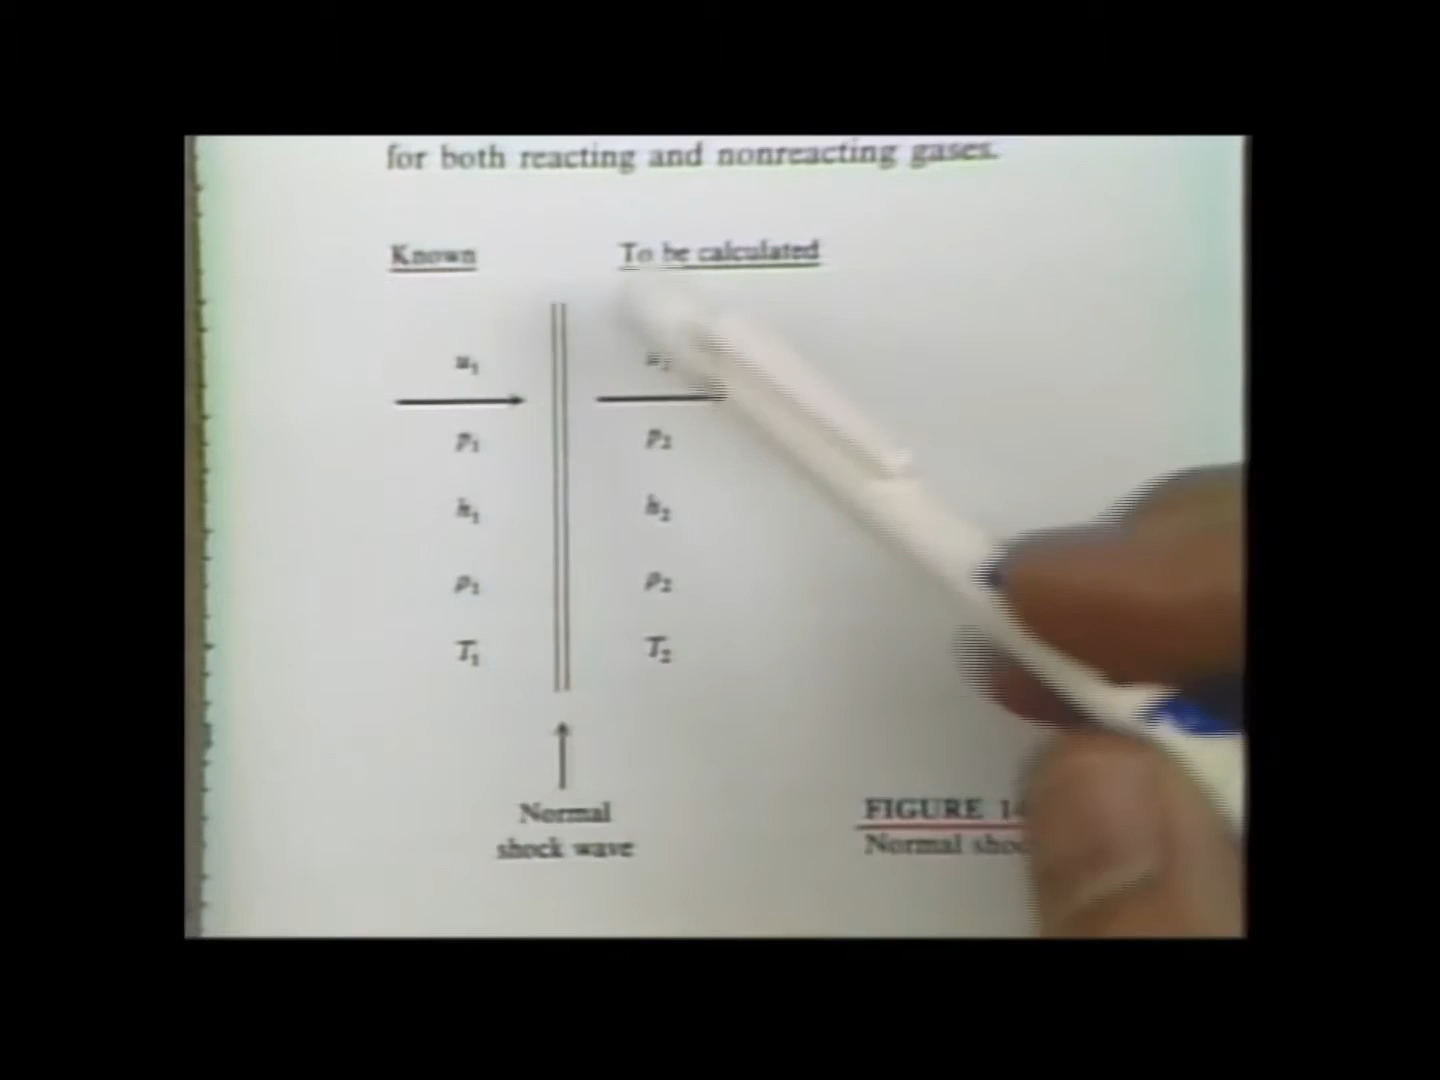 for both reacting and nonreacting gases.
Known To be calculated
u₁ u₂
p₁ p₂
h₁ h₂
ρ₁ ρ₂
T₁ T₂
Normal
shock wave
FIGURE
Normal